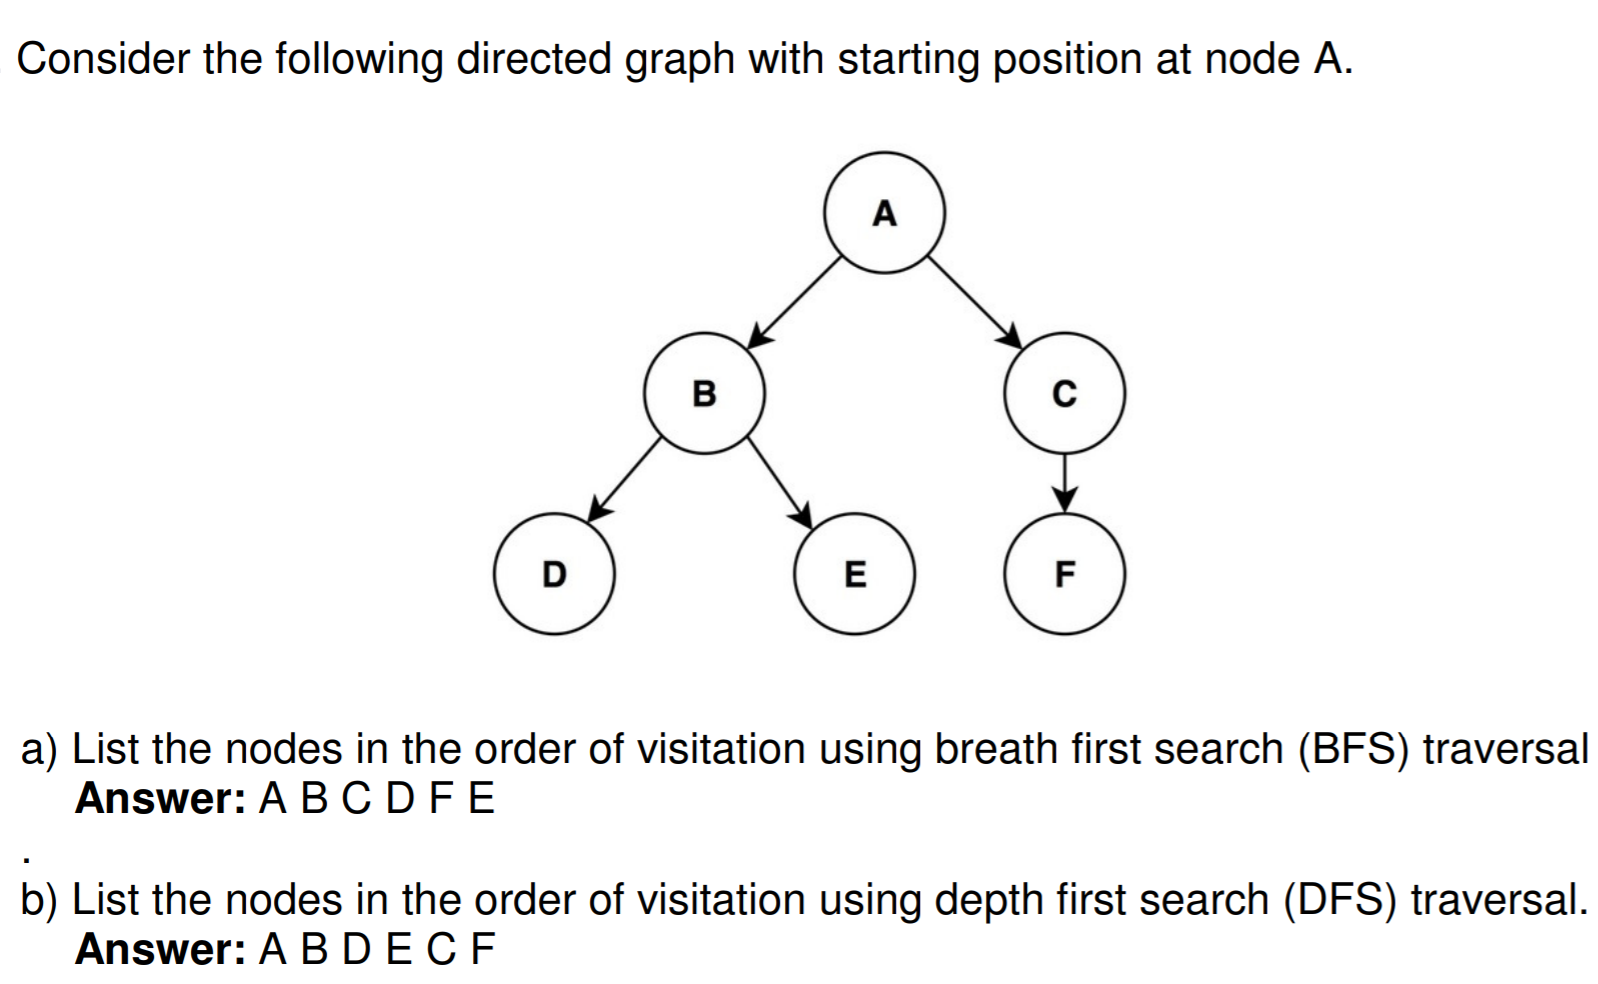 Consider the following directed graph with starting position at node A.
A
B
C
D
E
F
a) List the nodes in the order of visitation using breath first search (BFS) traversal
Answer: A B C D F E
.
b) List the nodes in the order of visitation using depth first search (DFS) traversal.
Answer: A B D E C F